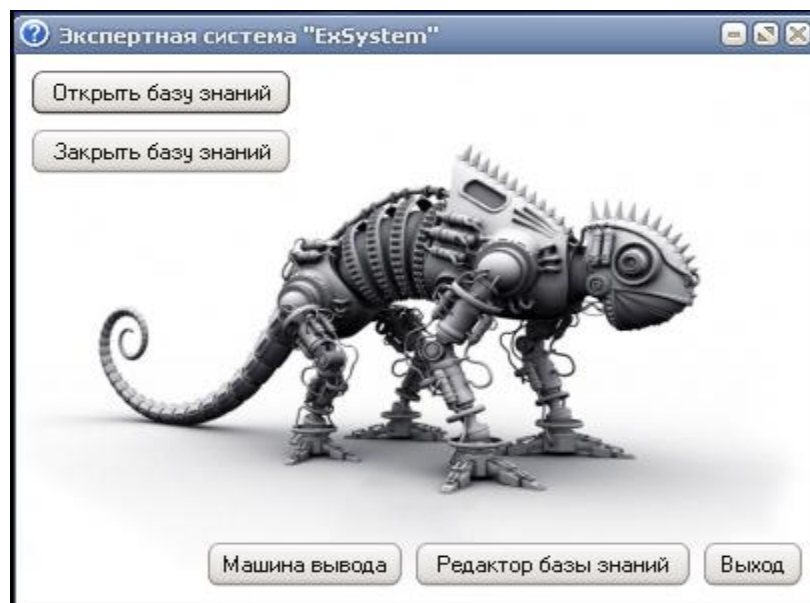 Экспертная система "ExSystem"
Открыть базу знаний
Закрыть базу знаний
Машина вывода
Редактор базы знаний
Выход